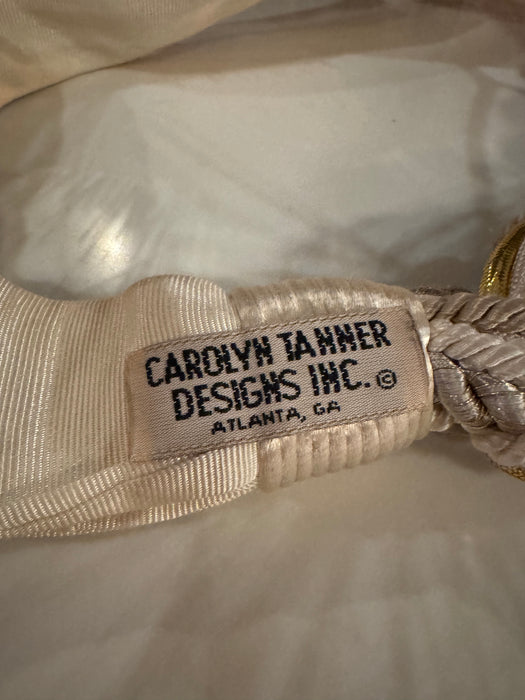 CAROLYN TANNER
DESIGNS INC. ©
ATLANTA, GA